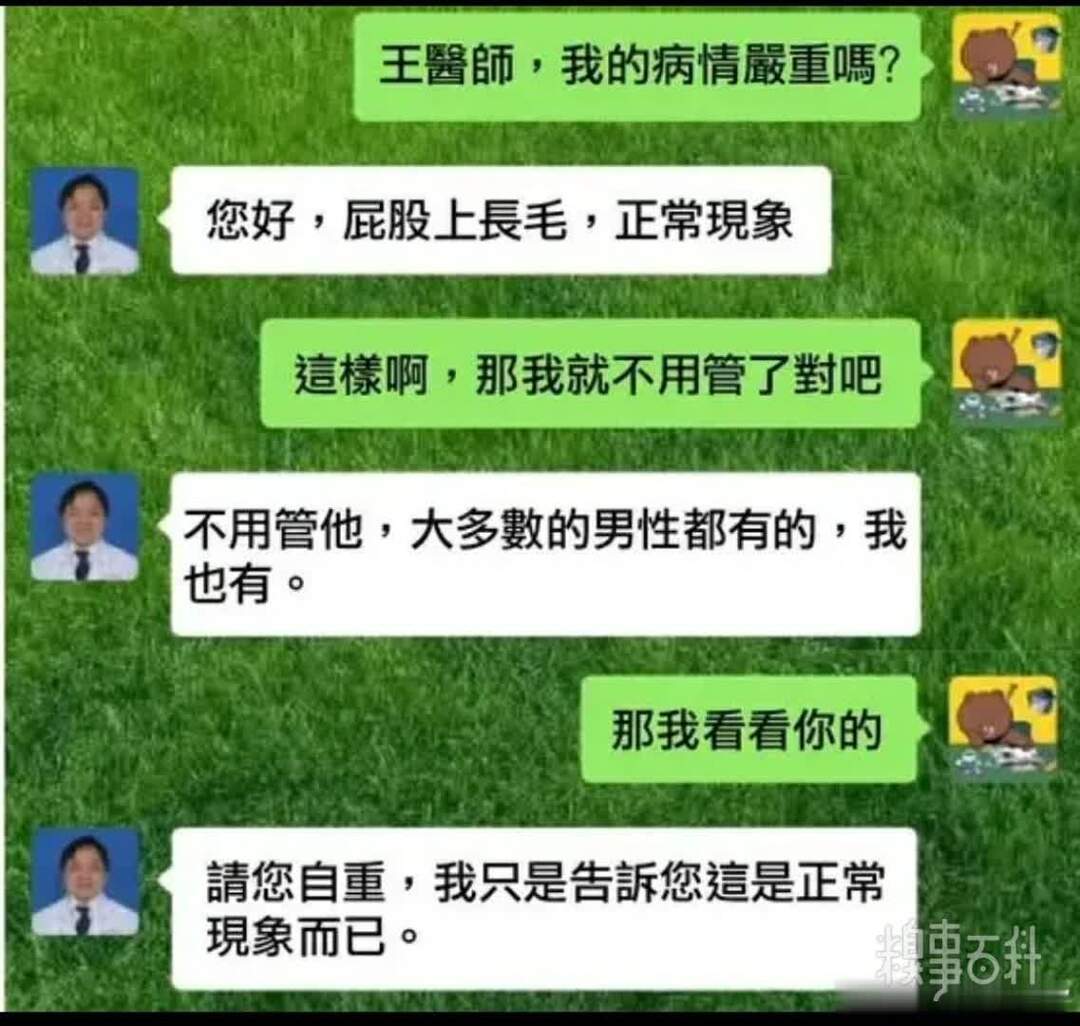 王醫師，我的病情嚴重嗎?
您好，屁股上長毛，正常現象
這樣啊，那我就不用管了對吧
不用管他，大多數的男性都有的，我
也有。
那我看看你的
請您自重，我只是告訴您這是正常
現象而已。
糗事百科